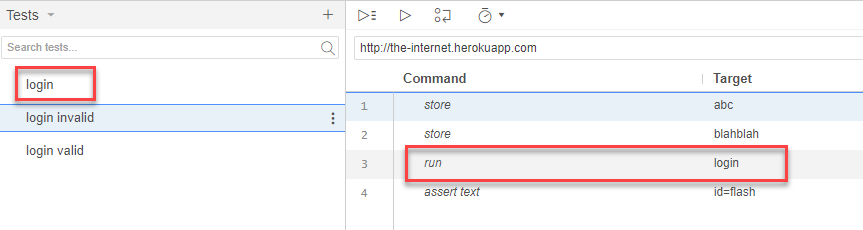 Tests
Search tests...
login
login invalid
login valid
http://the-internet.herokuapp.com
Command Target
1 store abc
2 store blahblah
3 run login
4 assert text id=flash